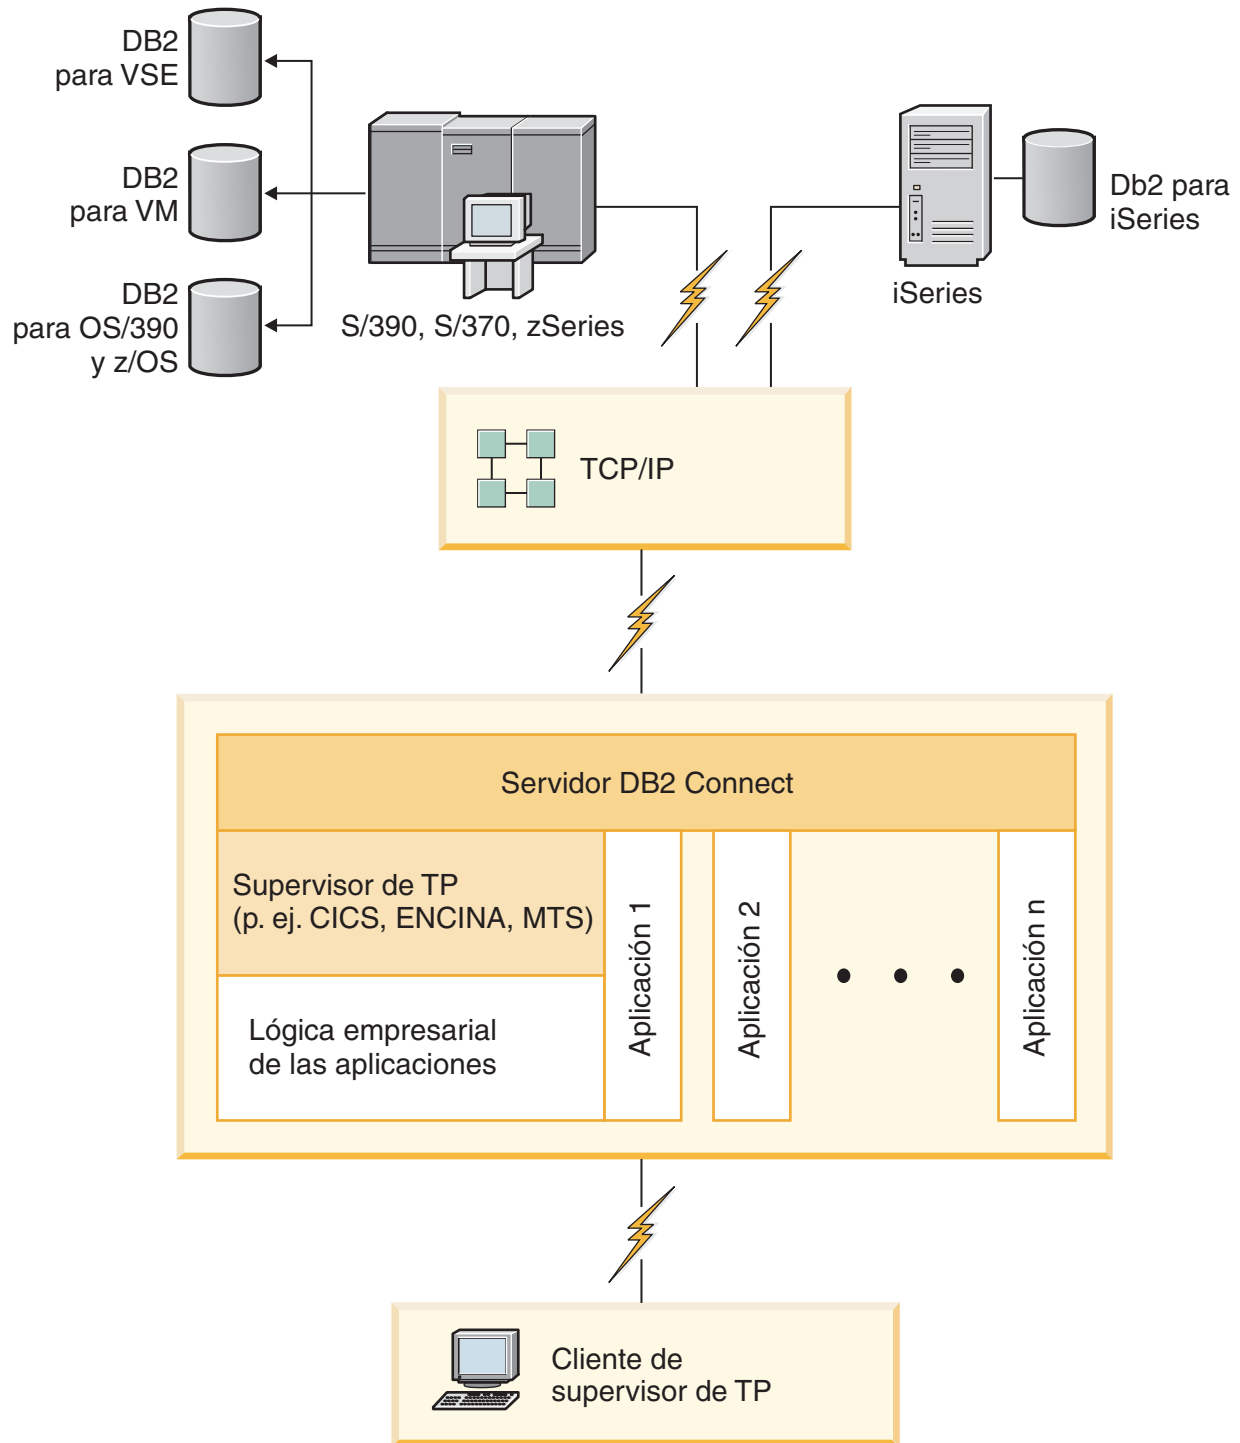 DB2
para VSE
DB2
para VM
DB2
para OS/390
y z/OS
S/390, S/370, zSeries
iSeries
Db2 para
iSeries
TCP/IP
Servidor DB2 Connect
Supervisor de TP
(p. ej. CICS, ENCINA, MTS)
Lógica empresarial
de las aplicaciones
Aplicación 1
Aplicación 2
Aplicación n
Cliente de
supervisor de TP